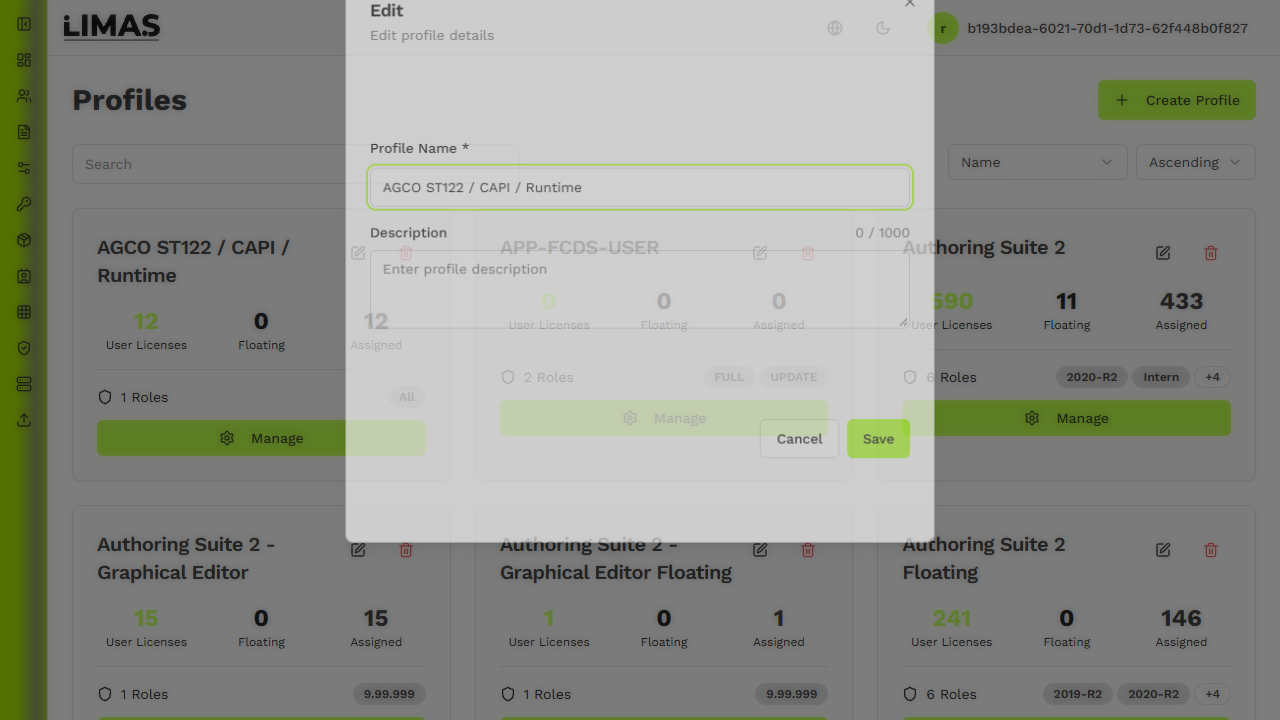 LIMAS
r
b193bdea-6021-70d1-1d73-62f448b0f827
Edit
Edit profile details
Profiles
Create Profile
Search
Name
Ascending
Profile Name *
AGCO ST122 / CAPI / Runtime
Description
0 / 1000
Enter profile description
Cancel
Save
AGCO ST122 / CAPI /
Runtime
12
0
12
User Licenses
Floating
Assigned
1 Roles
All
Manage
APP-FCDS-USER
0
0
0
User Licenses
Floating
Assigned
2 Roles
FULL
UPDATE
Manage
Authoring Suite 2
590
11
433
User Licenses
Floating
Assigned
6 Roles
2020-R2
Intern
+4
Manage
Authoring Suite 2 -
Graphical Editor
15
0
15
User Licenses
Floating
Assigned
1 Roles
9.99.999
Authoring Suite 2 -
Graphical Editor Floating
1
0
1
User Licenses
Floating
Assigned
1 Roles
9.99.999
Authoring Suite 2
Floating
241
0
146
User Licenses
Floating
Assigned
6 Roles
2019-R2
2020-R2
+4